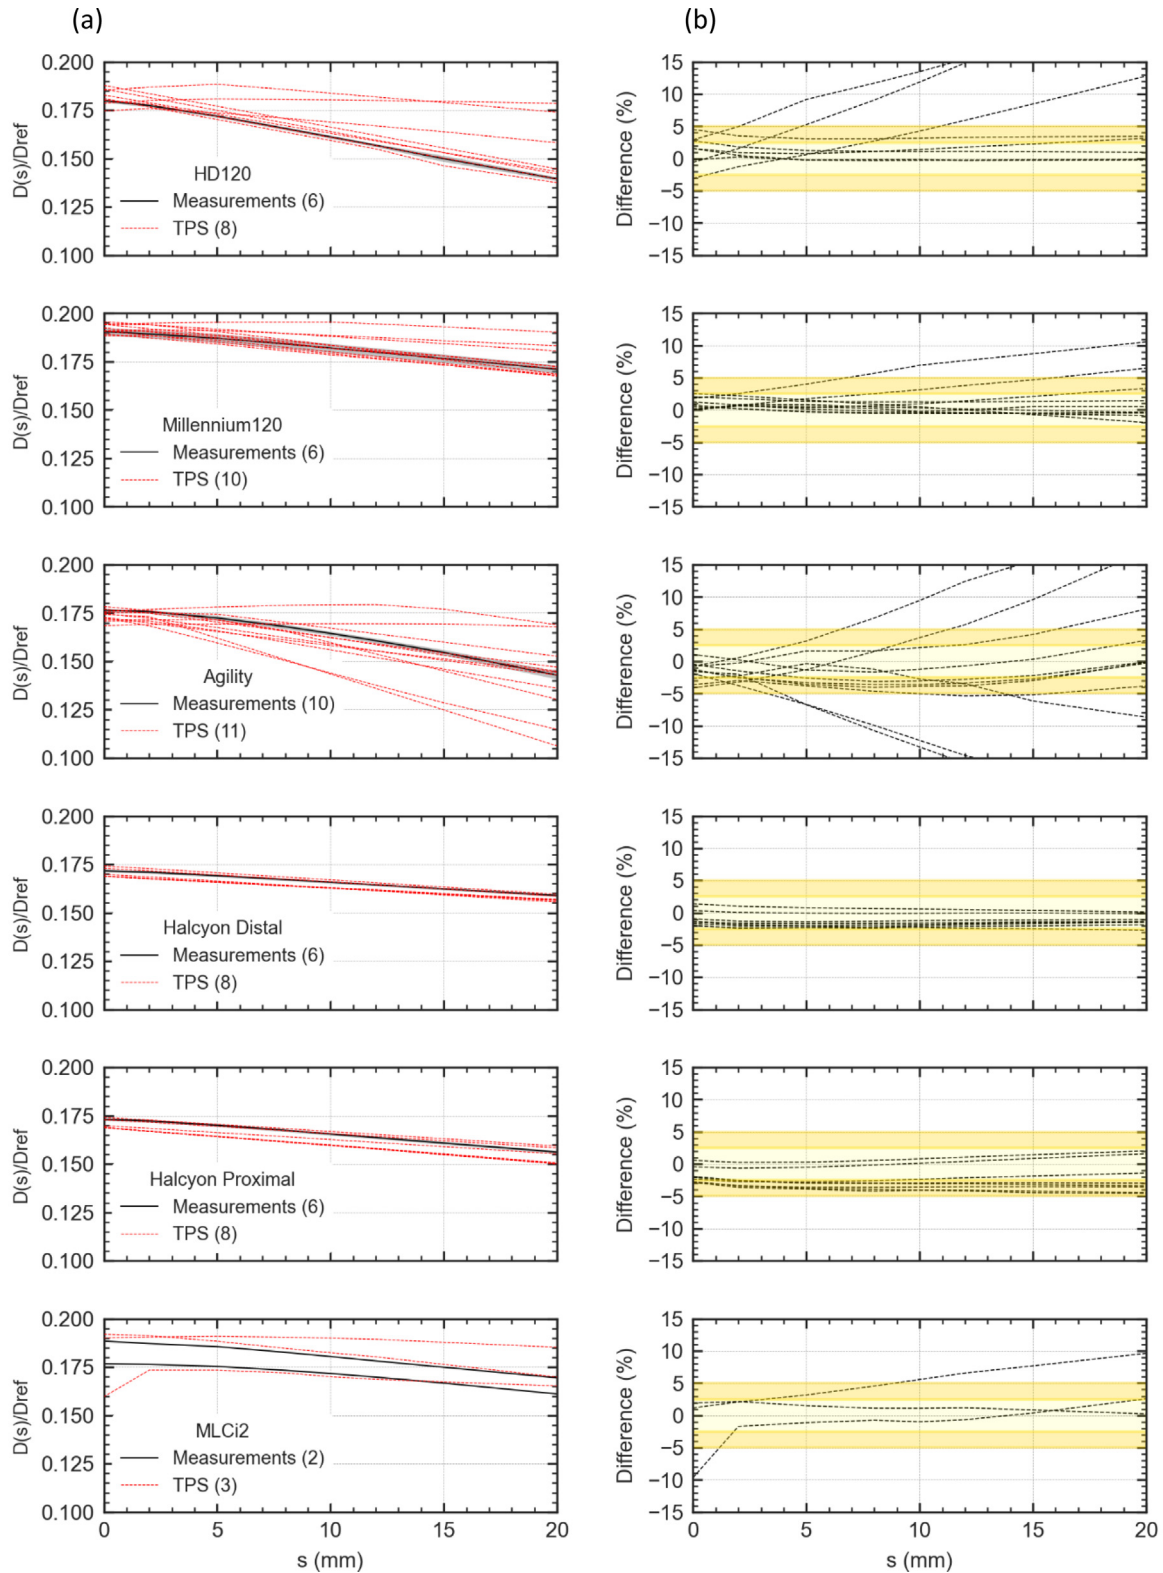 (a)
(b)
0.200
0.175
0.150
0.125
0.100
D(s)/Dref
HD120
Measurements (6)
TPS (8)
15
10
5
0
−5
−10
−15
Difference (%)
0.200
0.175
0.150
0.125
0.100
D(s)/Dref
Millennium120
Measurements (6)
TPS (10)
15
10
5
0
−5
−10
−15
Difference (%)
0.200
0.175
0.150
0.125
0.100
D(s)/Dref
Agility
Measurements (10)
TPS (11)
15
10
5
0
−5
−10
−15
Difference (%)
0.200
0.175
0.150
0.125
0.100
D(s)/Dref
Halcyon Distal
Measurements (6)
TPS (8)
15
10
5
0
−5
−10
−15
Difference (%)
0.200
0.175
0.150
0.125
0.100
D(s)/Dref
Halcyon Proximal
Measurements (6)
TPS (8)
15
10
5
0
−5
−10
−15
Difference (%)
0.200
0.175
0.150
0.125
0.100
D(s)/Dref
MLCi2
Measurements (2)
TPS (3)
0 5 10 15 20
s (mm)
15
10
5
0
−5
−10
−15
Difference (%)
0 5 10 15 20
s (mm)